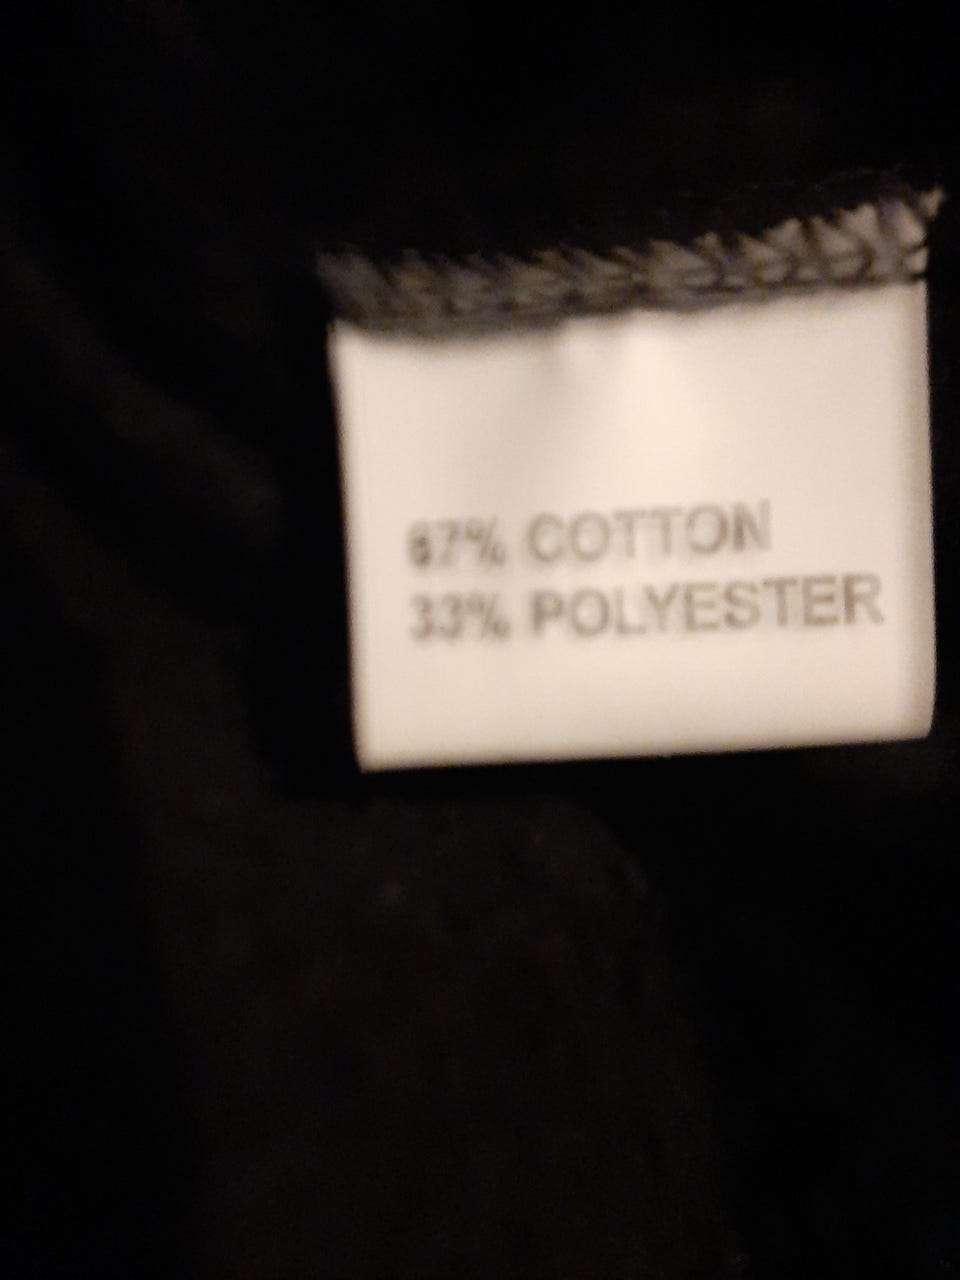 67% COTTON
33% POLYESTER